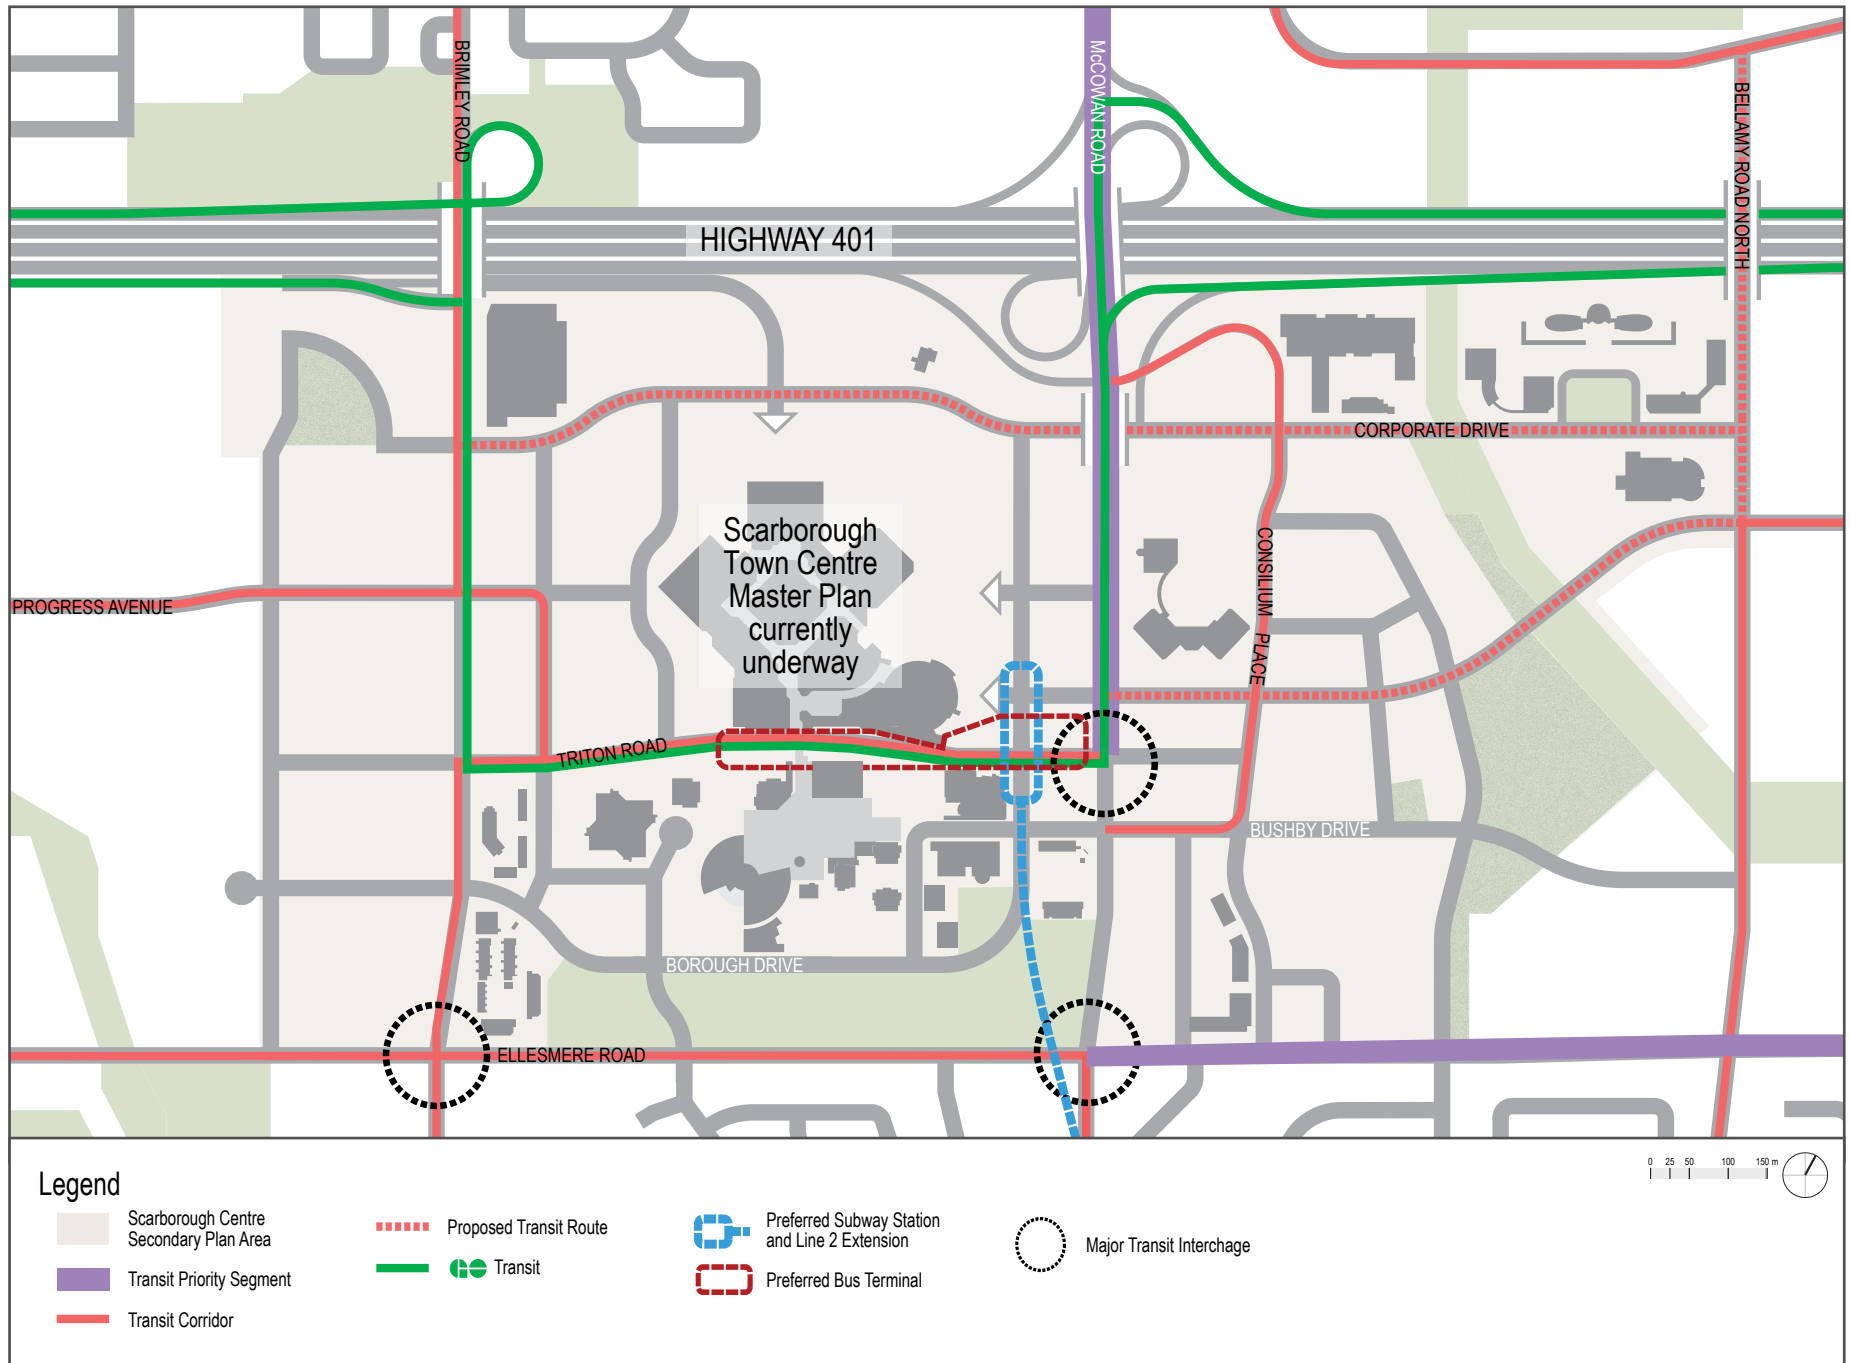 BRIMLEY ROAD
McCOWAN ROAD
BELLAMY ROAD NORTH
HIGHWAY 401
CORPORATE DRIVE
Scarborough
Town Centre
Master Plan
currently
underway
CONSILIUM PLACE
PROGRESS AVENUE
TRITON ROAD
BUSHBY DRIVE
BOROUGH DRIVE
ELLESMERE ROAD
0 25 50 100 150 m
Legend
Scarborough Centre
Secondary Plan Area
Transit Priority Segment
Transit Corridor
Proposed Transit Route
GO Transit
Preferred Subway Station
and Line 2 Extension
Preferred Bus Terminal
Major Transit Interchage